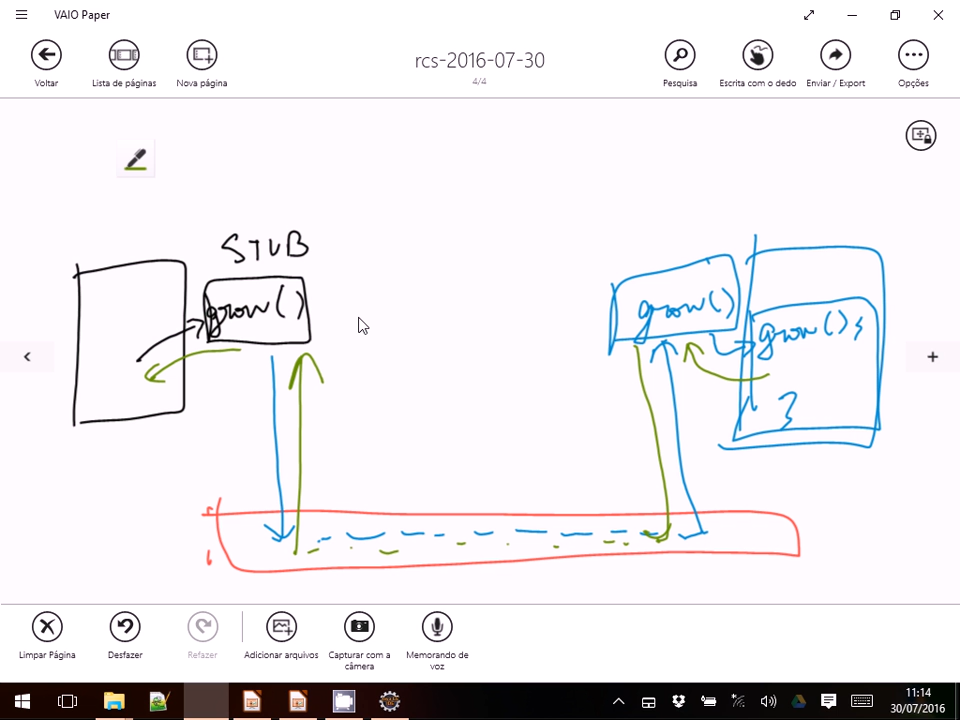 VAIO Paper
rcs-2016-07-30
4/4
Voltar
Lista de páginas
Nova página
Pesquisa
Escrita com o dedo
Enviar / Export
Opções
STUB
grow()
grow()
grow(){
}
Limpar Página
Desfazer
Refazer
Adicionar arquivos
Capturar com a
câmera
Memorando de
voz
11:14
30/07/2016